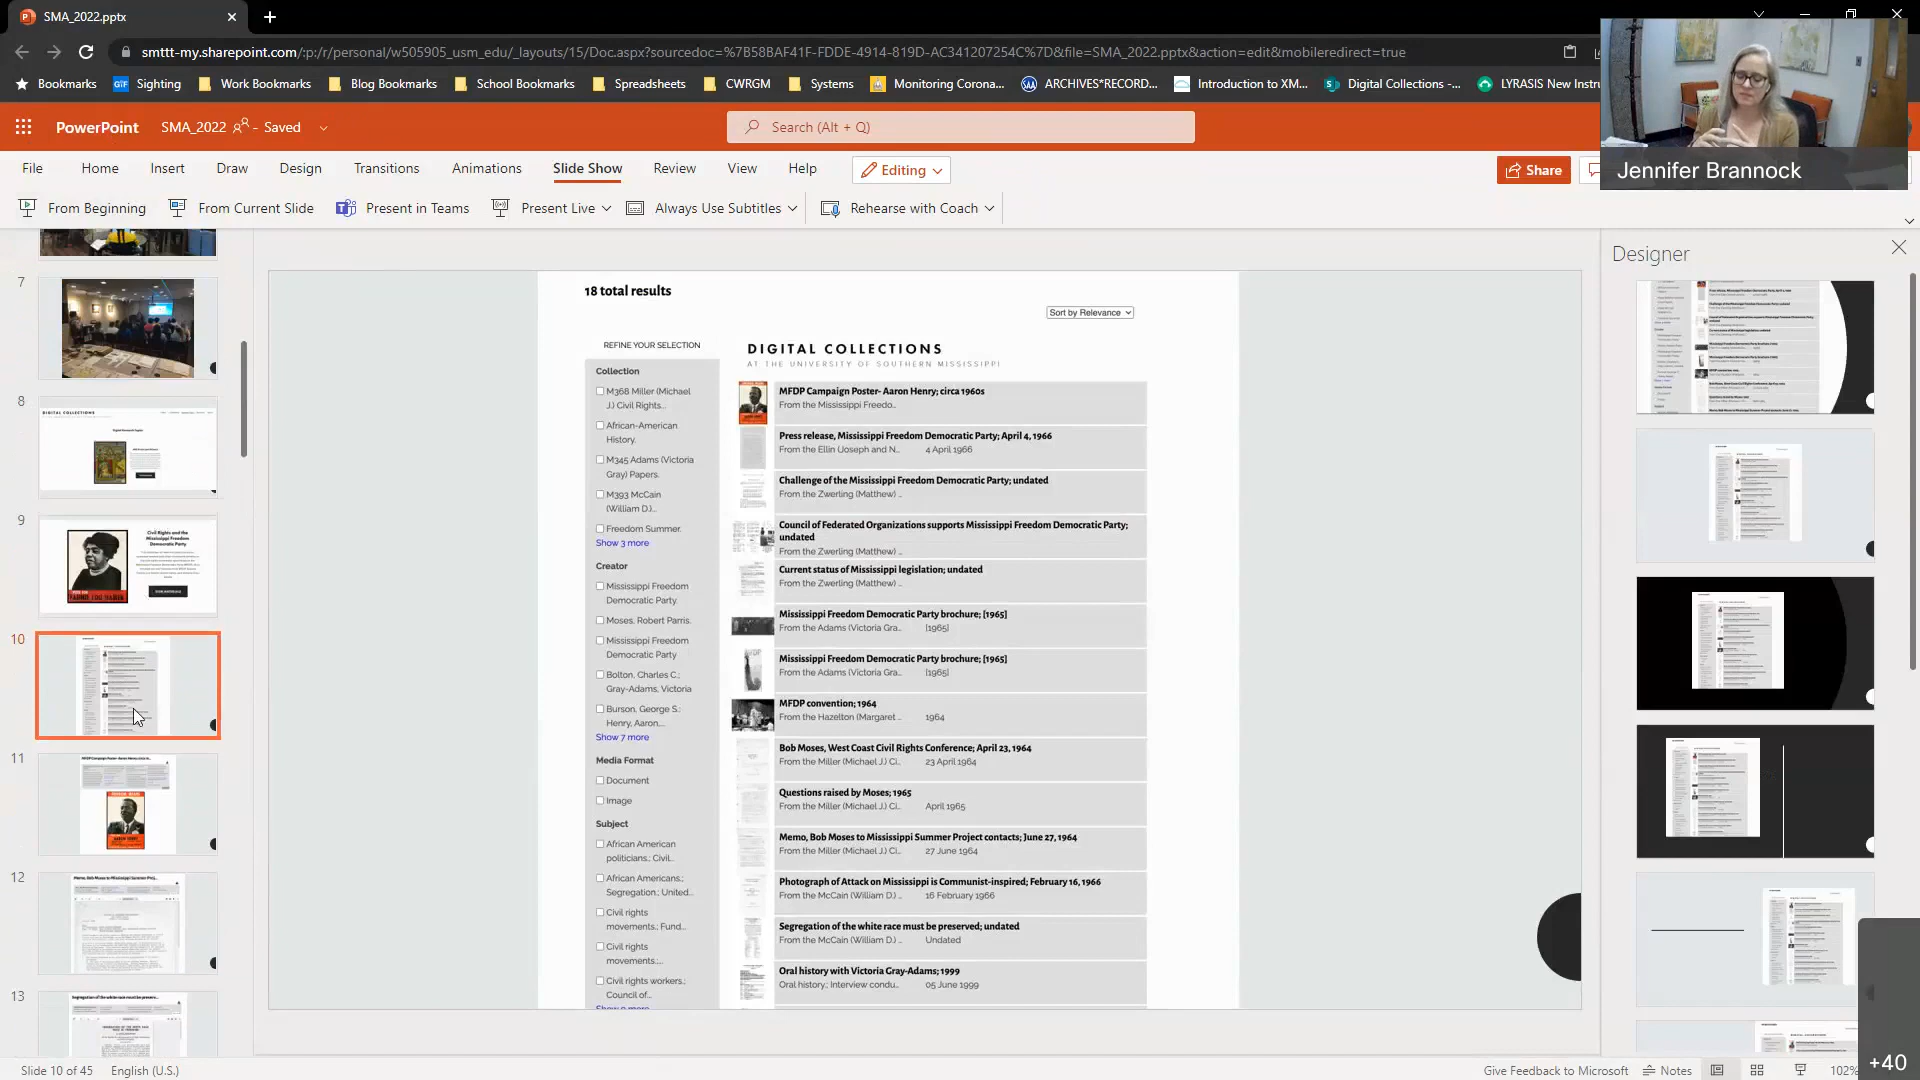 SMA_2022.pptx
smttt-my.sharepoint.com/:p:/r/personal/w505905_usm_edu/_layouts/15/Doc.aspx?sourcedoc=%7B58BAF41F-FDDE-4914-819D-AC341207254C%7D&file=SMA_2022.pptx&action=edit&mobileredirect=true
Bookmarks
Sighting
Work Bookmarks
Blog Bookmarks
School Bookmarks
Spreadsheets
CWRGM
Systems
Monitoring Corona...
ARCHIVES*RECORD...
Introduction to XM...
Digital Collections -...
LYRASIS New Instru
PowerPoint
SMA_2022 - Saved
Search (Alt + Q)
File
Home
Insert
Draw
Design
Transitions
Animations
Slide Show
Review
View
Help
Editing
Share
Jennifer Brannock
From Beginning
From Current Slide
Present in Teams
Present Live
Always Use Subtitles
Rehearse with Coach
7
8
DIGITAL COLLECTIONS
9
Civil Rights and the
Mississippi Freedom
Democratic Party
10
11
12
13
18 total results
Sort by Relevance
REFINE YOUR SELECTION
DIGITAL COLLECTIONS
AT THE UNIVERSITY OF SOUTHERN MISSISSIPPI
Collection
M368 Miller (Michael
J.) Civil Rights...
African-American
History.
M345 Adams (Victoria
Gray) Papers.
M393 McCain
(William D.)...
Freedom Summer.
Show 3 more
Creator
Mississippi Freedom
Democratic Party.
Moses, Robert Parris.
Mississippi Freedom
Democratic Party
Bolton, Charles C.;
Gray-Adams, Victoria
Burson, George S.;
Henry, Aaron,...
Show 7 more
Media Format
Document
Image
Subject
African American
politicians.; Civil...
African Americans.;
Segregation.; United...
Civil rights
movements.; Fund...
Civil rights
movements.;...
Civil rights workers.;
Council of...
MFDP Campaign Poster- Aaron Henry; circa 1960s
From the Mississippi Freedo...
Press release, Mississippi Freedom Democratic Party; April 4, 1966
From the Ellin (Joseph and N... 4 April 1966
Challenge of the Mississippi Freedom Democratic Party; undated
From the Zwerling (Matthew) ...
Council of Federated Organizations supports Mississippi Freedom Democratic Party;
undated
From the Zwerling (Matthew) ...
Current status of Mississippi legislation; undated
From the Zwerling (Matthew) ...
Mississippi Freedom Democratic Party brochure; [1965]
From the Adams (Victoria Gra... [1965]
Mississippi Freedom Democratic Party brochure; [1965]
From the Adams (Victoria Gra... [1965]
MFDP convention; 1964
From the Hazelton (Margaret ... 1964
Bob Moses, West Coast Civil Rights Conference; April 23, 1964
From the Miller (Michael J.) Ci... 23 April 1964
Questions raised by Moses; 1965
From the Miller (Michael J.) Ci... April 1965
Memo, Bob Moses to Mississippi Summer Project contacts; June 27, 1964
From the Miller (Michael J.) Ci... 27 June 1964
Photograph of Attack on Mississippi is Communist-inspired; February 16, 1966
From the McCain (William D.) ... 16 February 1966
Segregation of the white race must be preserved; undated
From the McCain (William D.) ... Undated
Oral history with Victoria Gray-Adams; 1999
Oral history.; Interview condu... 05 June 1999
Designer
+40
Slide 10 of 45
English (U.S.)
Give Feedback to Microsoft
Notes
102%